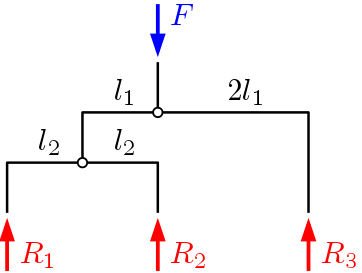 F
l₁ 2l₁
l₂ l₂
R₁ R₂ R₃